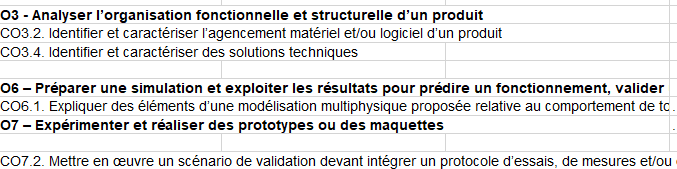 O3 - Analyser l'organisation fonctionnelle et structurelle d'un produit
CO3.2. Identifier et caractériser l'agencement matériel et/ou logiciel d'un produit
CO3.4. Identifier et caractériser des solutions techniques
O6 – Préparer une simulation et exploiter les résultats pour prédire un fonctionnement, valider
CO6.1. Expliquer des éléments d'une modélisation multiphysique proposée relative au comportement de to
O7 – Expérimenter et réaliser des prototypes ou des maquettes
CO7.2. Mettre en œuvre un scénario de validation devant intégrer un protocole d'essais, de mesures et/ou